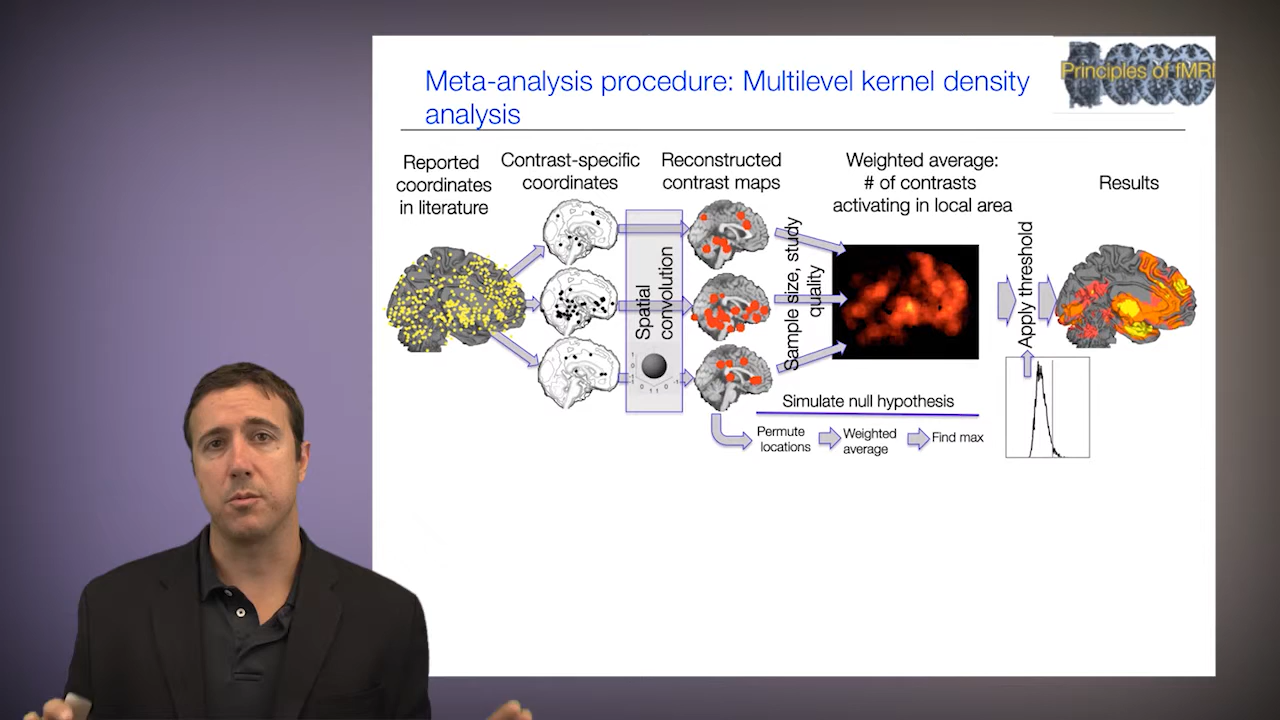 Meta-analysis procedure: Multilevel kernel density
analysis
Principles of fMRI
Reported
coordinates
in literature
Contrast-specific
coordinates
Reconstructed
contrast maps
Weighted average:
# of contrasts
activating in local area
Results
Spatial
convolution
Sample size, study
quality
Apply threshold
Simulate null hypothesis
Permute
locations
Weighted
average
Find max